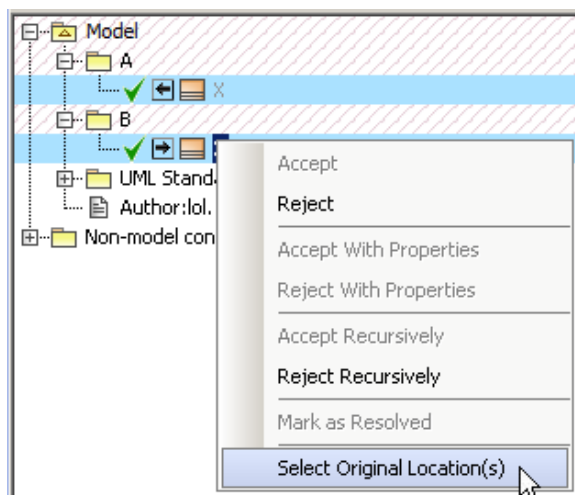 Model
A
X
B
UML Standa
Author:lol.
Non-model con
Accept
Reject
Accept With Properties
Reject With Properties
Accept Recursively
Reject Recursively
Mark as Resolved
Select Original Location(s)